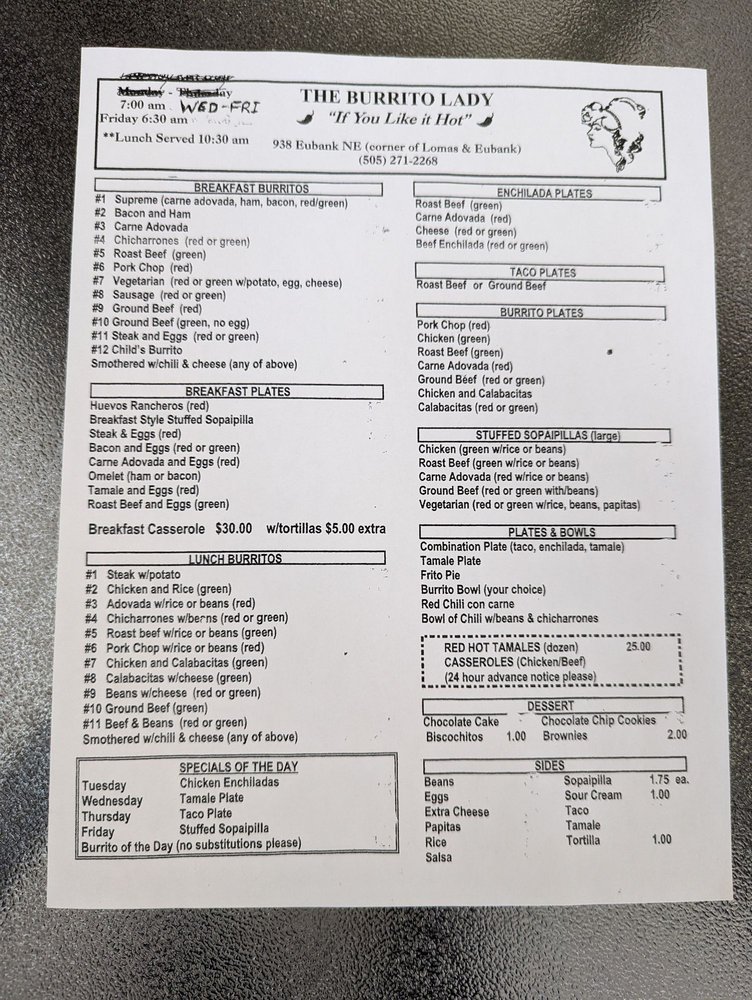 7:00 am WED-FRI
Friday 6:30 am
**Lunch Served 10:30 am
THE BURRITO LADY
"If You Like it Hot"
938 Eubank NE (corner of Lomas & Eubank)
(505) 271-2268
BREAKFAST BURRITOS
#1 Supreme (carne adovada, ham, bacon, red/green)
#2 Bacon and Ham
#3 Carne Adovada
#4 Chicharrones (red or green)
#5 Roast Beef (green)
#6 Pork Chop (red)
#7 Vegetarian (red or green w/potato, egg, cheese)
#8 Sausage (red or green)
#9 Ground Beef (red)
#10 Ground Beef (green, no egg)
#11 Steak and Eggs (red or green)
#12 Child's Burrito
Smothered w/chili & cheese (any of above)
BREAKFAST PLATES
Huevos Rancheros (red)
Breakfast Style Stuffed Sopaipilla
Steak & Eggs (red)
Bacon and Eggs (red or green)
Carne Adovada and Eggs (red)
Omelet (ham or bacon)
Tamale and Eggs (red)
Roast Beef and Eggs (green)
Breakfast Casserole $30.00 w/tortillas $5.00 extra
LUNCH BURRITOS
#1 Steak w/potato
#2 Chicken and Rice (green)
#3 Adovada w/rice or beans (red)
#4 Chicharrones w/berns (red or green)
#5 Roast beef w/rice or beans (green)
#6 Pork Chop w/rice or beans (red)
#7 Chicken and Calabacitas (green)
#8 Calabacitas w/cheese (green)
#9 Beans w/cheese (red or green)
#10 Ground Beef (green)
#11 Beef & Beans (red or green)
Smothered w/chili & cheese (any of above)
SPECIALS OF THE DAY
Tuesday Chicken Enchiladas
Wednesday Tamale Plate
Thursday Taco Plate
Friday Stuffed Sopaipilla
Burrito of the Day (no substitutions please)
ENCHILADA PLATES
Roast Beef (green)
Carne Adovada (red)
Cheese (red or green)
Beef Enchilada (red or green)
TACO PLATES
Roast Beef or Ground Beef
BURRITO PLATES
Pork Chop (red)
Chicken (green)
Roast Beef (green)
Carne Adovada (red)
Ground Beef (red or green)
Chicken and Calabacitas
Calabacitas (red or green)
STUFFED SOPAIPILLAS (large)
Chicken (green w/rice or beans)
Roast Beef (green w/rice or beans)
Carne Adovada (red w/rice or beans)
Ground Beef (red or green with/beans)
Vegetarian (red or green w/rice, beans, papitas)
PLATES & BOWLS
Combination Plate (taco, enchilada, tamale)
Tamale Plate
Frito Pie
Burrito Bowl (your choice)
Red Chili con carne
Bowl of Chili w/beans & chicharrones
RED HOT TAMALES (dozen) 25.00
CASSEROLES (Chicken/Beef)
(24 hour advance notice please)
DESSERT
Chocolate Cake Chocolate Chip Cookies
Biscochitos 1.00 Brownies 2.00
SIDES
Beans Sopaipilla 1.75 ea.
Eggs Sour Cream 1.00
Extra Cheese Taco
Papitas Tamale
Rice Tortilla 1.00
Salsa